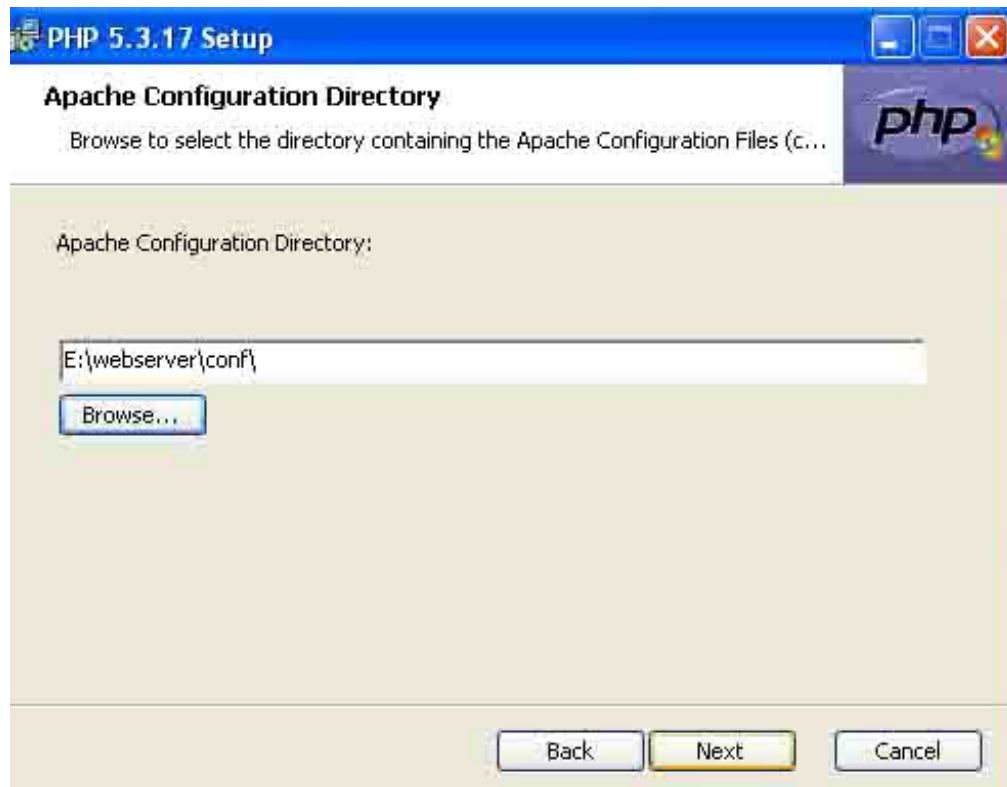 PHP 5.3.17 Setup
Apache Configuration Directory
Browse to select the directory containing the Apache Configuration Files (c...
php
Apache Configuration Directory:
E:\webserver\conf\
Browse...
Back Next Cancel